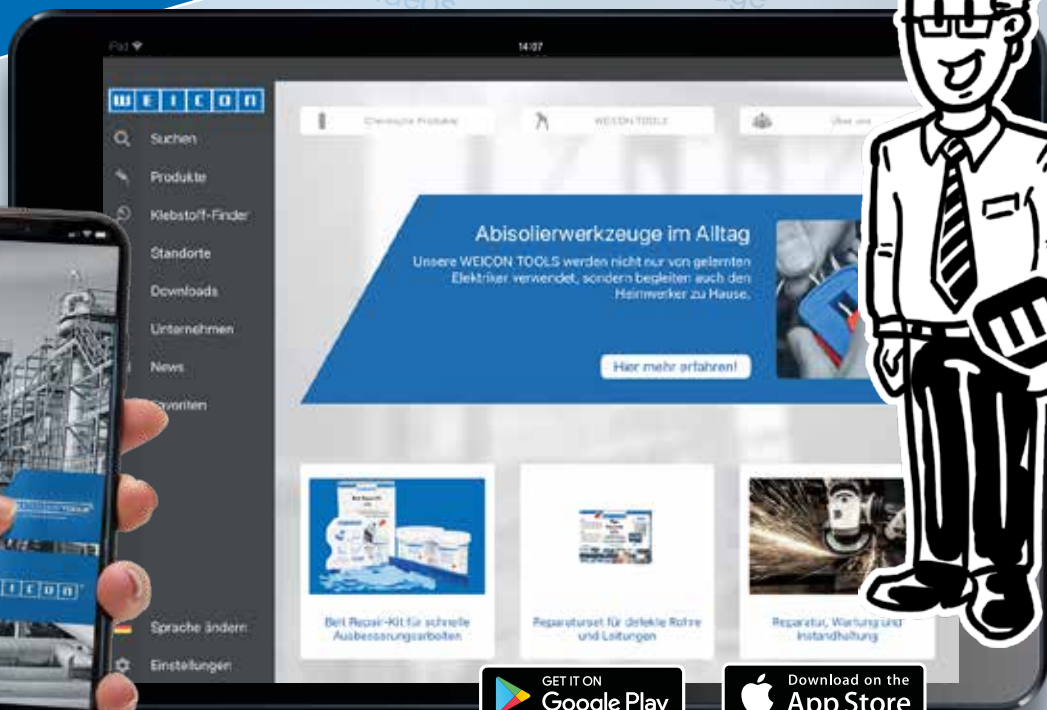 iPad
14:07
WEICON
Chemische Produkte
WEICON TOOLS
Über uns
Suchen
Produkte
Klebstoff-Finder
Standorte
Downloads
Unternehmen
News
Favoriten
Abisolierwerkzeuge im Alltag
Unsere WEICON TOOLS werden nicht nur von gelernten
Elektriker verwendet, sondern begleiten auch den
Heimwerker zu Hause.
Hier mehr erfahren!
Belt Repair-Kit für schnelle
Ausbesserungsarbeiten
Reparaturset für defekte Rohre
und Leitungen
Reparatur, Wartung und
Instandhaltung
Sprache ändern
Einstellungen
GET IT ON
Google Play
Download on the
App Store